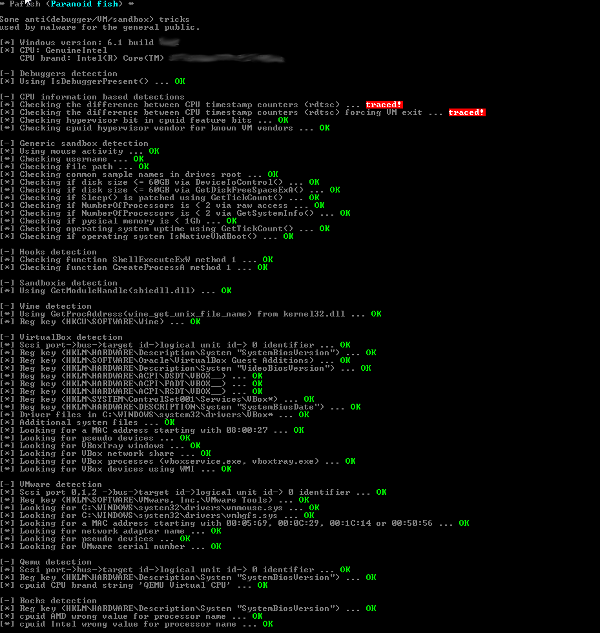 * Pafish (Paranoid fish) *
Some anti(debugger/VM/sandbox) tricks
used by malware for the general public.
[*] Windows version: 6.1 build
[*] CPU: GenuineIntel
CPU brand: Intel(R) Core(TM)
[-] Debuggers detection
[*] Using IsDebuggerPresent() ... OK
[-] CPU information based detections
[*] Checking the difference between CPU timestamp counters (rdtsc) ... traced!
[*] Checking the difference between CPU timestamp counters (rdtsc) forcing VM exit ... traced!
[*] Checking hypervisor bit in cpuid feature bits ... OK
[*] Checking cpuid hypervisor vendor for known VM vendors ... OK
[-] Generic sandbox detection
[*] Using mouse activity ... OK
[*] Checking username ... OK
[*] Checking file path ... OK
[*] Checking common sample names in drives root ... OK
[*] Checking if disk size <= 60GB via DeviceIoControl() ... OK
[*] Checking if disk size <= 60GB via GetDiskFreeSpaceExA() ... OK
[*] Checking if Sleep() is patched using GetTickCount() ... OK
[*] Checking if NumberOfProcessors is < 2 via raw access ... OK
[*] Checking if NumberOfProcessors is < 2 via GetSystemInfo() ... OK
[*] Checking if pysical memory is < 1Gb ... OK
[*] Checking operating system uptime using GetTickCount() ... OK
[*] Checking if operating system IsNativeVhdBoot() ... OK
[-] Hooks detection
[*] Checking function ShellExecuteExW method 1 ... OK
[*] Checking function CreateProcessA method 1 ... OK
[-] Sandboxie detection
[*] Using GetModuleHandle(sbiedll.dll) ... OK
[-] Wine detection
[*] Using GetProcAddress(wine_get_unix_file_name) from kernel32.dll ... OK
[*] Reg key (HKCU\SOFTWARE\Wine) ... OK
[-] VirtualBox detection
[*] Scsi port->bus->target id->logical unit id-> 0 identifier ... OK
[*] Reg key (HKLM\HARDWARE\Description\System "SystemBiosVersion") ... OK
[*] Reg key (HKLM\SOFTWARE\Oracle\VirtualBox Guest Additions) ... OK
[*] Reg key (HKLM\HARDWARE\Description\System "VideoBiosVersion") ... OK
[*] Reg key (HKLM\HARDWARE\ACPI\DSDT\VBOX__) ... OK
[*] Reg key (HKLM\HARDWARE\ACPI\FADT\VBOX__) ... OK
[*] Reg key (HKLM\HARDWARE\ACPI\RSDT\VBOX__) ... OK
[*] Reg key (HKLM\SYSTEM\ControlSet001\Services\VBox*) ... OK
[*] Reg key (HKLM\HARDWARE\DESCRIPTION\System "SystemBiosDate") ... OK
[*] Driver files in C:\WINDOWS\system32\drivers\VBox* ... OK
[*] Additional system files ... OK
[*] Looking for a MAC address starting with 08:00:27 ... OK
[*] Looking for pseudo devices ... OK
[*] Looking for VBoxTray windows ... OK
[*] Looking for VBox network share ... OK
[*] Looking for VBox processes (vboxservice.exe, vboxtray.exe) ... OK
[*] Looking for VBox devices using WMI ... OK
[-] VMware detection
[*] Scsi port 0,1,2 ->bus->target id->logical unit id-> 0 identifier ... OK
[*] Reg key (HKLM\SOFTWARE\VMware, Inc.\VMware Tools) ... OK
[*] Looking for C:\WINDOWS\system32\drivers\vmmouse.sys ... OK
[*] Looking for C:\WINDOWS\system32\drivers\vmhgfs.sys ... OK
[*] Looking for a MAC address starting with 00:05:69, 00:0C:29, 00:1C:14 or 00:50:56 ... OK
[*] Looking for network adapter name ... OK
[*] Looking for pseudo devices ... OK
[*] Looking for VMware serial number ... OK
[-] Qemu detection
[*] Scsi port->bus->target id->logical unit id-> 0 identifier ... OK
[*] Reg key (HKLM\HARDWARE\Description\System "SystemBiosVersion") ... OK
[*] cpuid CPU brand string 'QEMU Virtual CPU' ... OK
[-] Bochs detection
[*] Reg key (HKLM\HARDWARE\Description\System "SystemBiosVersion") ... OK
[*] cpuid AMD wrong value for processor name ... OK
[*] cpuid Intel wrong value for processor name ... OK